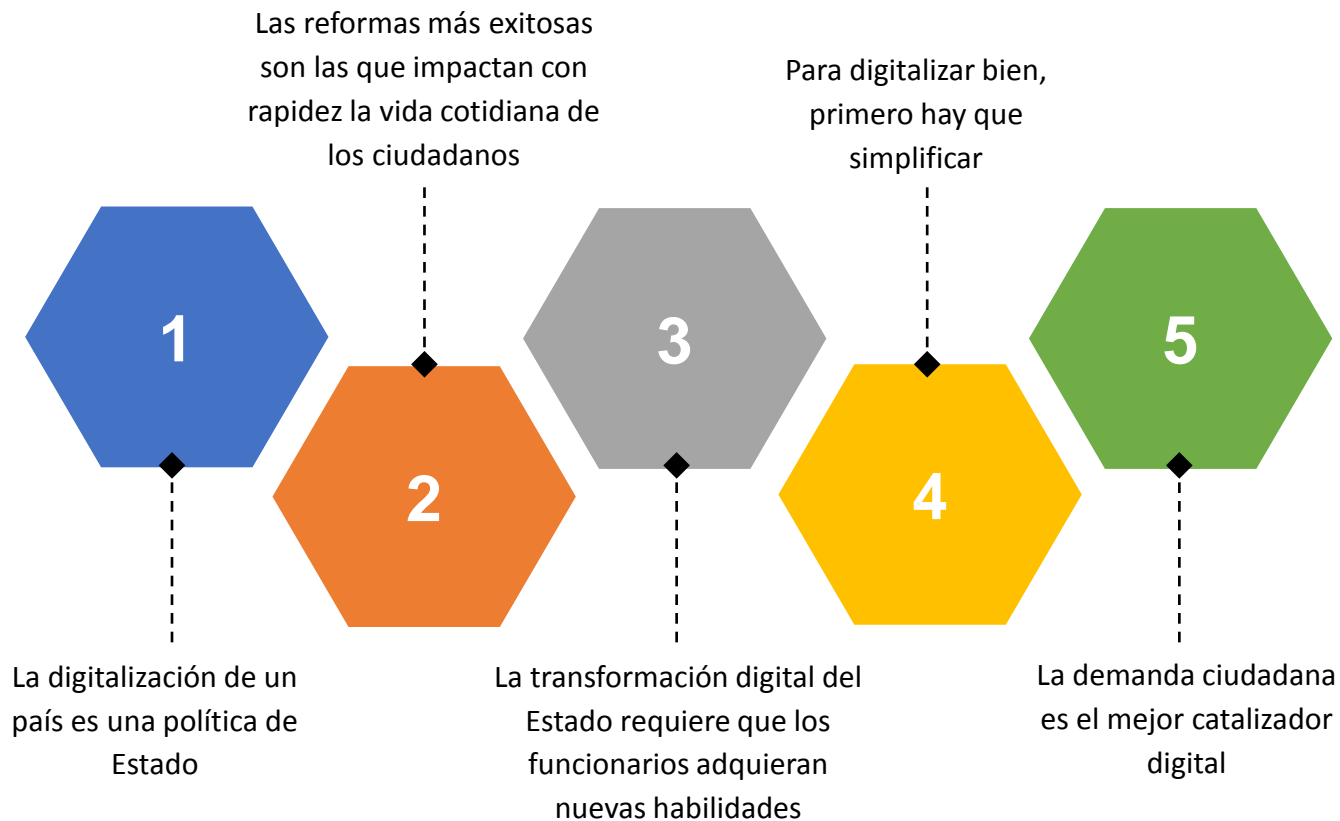 Las reformas más exitosas
son las que impactan con
rapidez la vida cotidiana de
los ciudadanos
Para digitalizar bien,
primero hay que
simplificar
1
2
3
4
5
La digitalización de un
país es una política de
Estado
La transformación digital del
Estado requiere que los
funcionarios adquieran
nuevas habilidades
La demanda ciudadana
es el mejor catalizador
digital